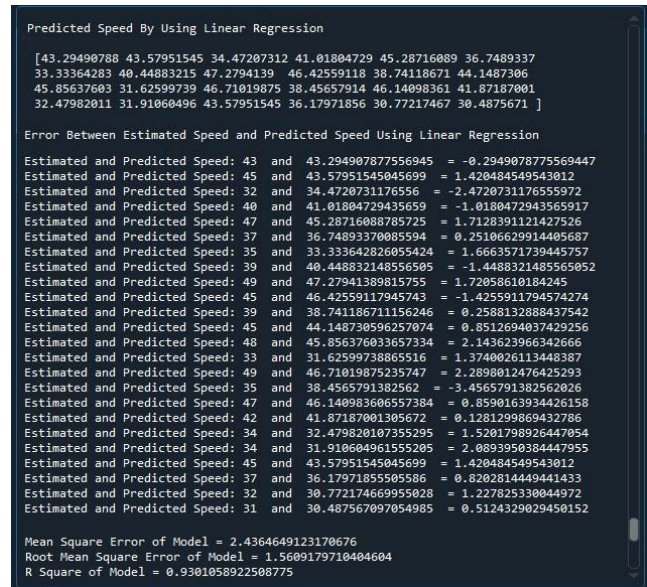 Predicted Speed By Using Linear Regression
[43.29490788 43.57951545 34.47207312 41.01804729 45.28716089 36.7489337
33.33364283 40.44883215 47.2794139 46.42559118 38.74118671 44.1487306
45.85637603 31.62599739 46.71019875 38.45657914 46.14098361 41.87187001
32.47982011 31.91060496 43.57951545 36.17971856 30.77217467 30.4875671 ]
Error Between Estimated Speed and Predicted Speed Using Linear Regression
Estimated and Predicted Speed: 43 and 43.294907877556945 = -0.2949078775569447
Estimated and Predicted Speed: 45 and 43.57951545045699 = 1.420484549543012
Estimated and Predicted Speed: 32 and 34.4720731176556 = -2.4720731176555972
Estimated and Predicted Speed: 40 and 41.01804729435659 = -1.0180472943565917
Estimated and Predicted Speed: 47 and 45.28716088785725 = 1.7128391121427526
Estimated and Predicted Speed: 37 and 36.74893370085594 = 0.25106629914405687
Estimated and Predicted Speed: 35 and 33.333642826055424 = 1.6663571739445757
Estimated and Predicted Speed: 39 and 40.448832148556505 = -1.4488321485565052
Estimated and Predicted Speed: 49 and 47.27941389815755 = 1.72058610184245
Estimated and Predicted Speed: 45 and 46.42559117945743 = -1.4255911794574274
Estimated and Predicted Speed: 39 and 38.741186711156246 = 0.2588132888437542
Estimated and Predicted Speed: 45 and 44.148730596257074 = 0.8512694037429256
Estimated and Predicted Speed: 48 and 45.856376033657334 = 2.143623966342666
Estimated and Predicted Speed: 33 and 31.62599738865516 = 1.3740026113448387
Estimated and Predicted Speed: 49 and 46.71019875235747 = 2.2898012476425293
Estimated and Predicted Speed: 35 and 38.4565791382562 = -3.4565791382562026
Estimated and Predicted Speed: 47 and 46.140983606557384 = 0.8590163934426158
Estimated and Predicted Speed: 42 and 41.87187001305672 = 0.1281299869432786
Estimated and Predicted Speed: 34 and 32.479820107355295 = 1.5201798926447054
Estimated and Predicted Speed: 34 and 31.910604961555205 = 2.0893950384447955
Estimated and Predicted Speed: 45 and 43.57951545045699 = 1.420484549543012
Estimated and Predicted Speed: 37 and 36.17971855505586 = 0.8202814449441433
Estimated and Predicted Speed: 32 and 30.772174669955028 = 1.227825330044972
Estimated and Predicted Speed: 31 and 30.487567097054985 = 0.5124329029450152
Mean Square Error of Model = 2.4364649123170676
Root Mean Square Error of Model = 1.5609179710404604
R Square of Model = 0.9301058922508775